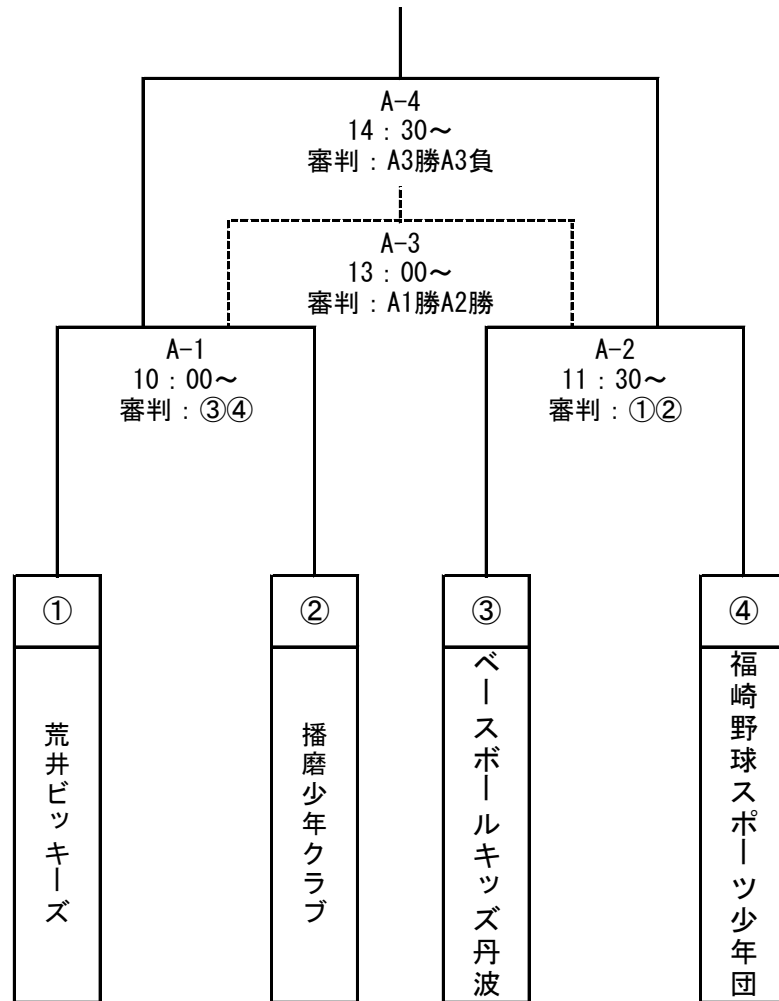 A-4
14：30～
審判：A3勝A3負
A-3
13：00～
審判：A1勝A2勝
A-1
10：00～
審判：③④
A-2
11：30～
審判：①②
①
②
③
④
荒井ビッキーズ
播磨少年クラブ
ベースボールキッズ丹波
福崎野球スポーツ少年団